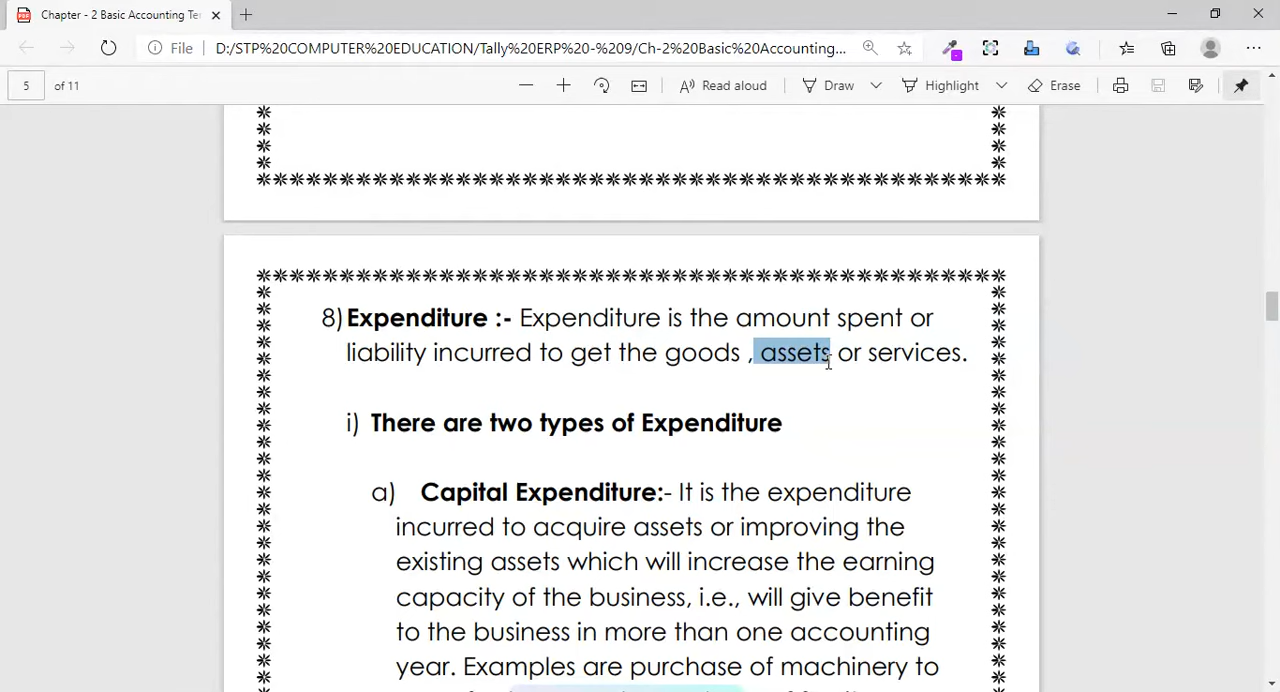 Chapter - 2 Basic Accounting Te
File D:/STP%20COMPUTER%20EDUCATION/Tally%20ERP%20-%209/Ch-2%20Basic%20Accounting...
5 of 11 Read aloud Draw Highlight Erase
8) Expenditure :- Expenditure is the amount spent or
liability incurred to get the goods , assets or services.
i) There are two types of Expenditure
a) Capital Expenditure:- It is the expenditure
incurred to acquire assets or improving the
existing assets which will increase the earning
capacity of the business, i.e., will give benefit
to the business in more than one accounting
year. Examples are purchase of machinery to